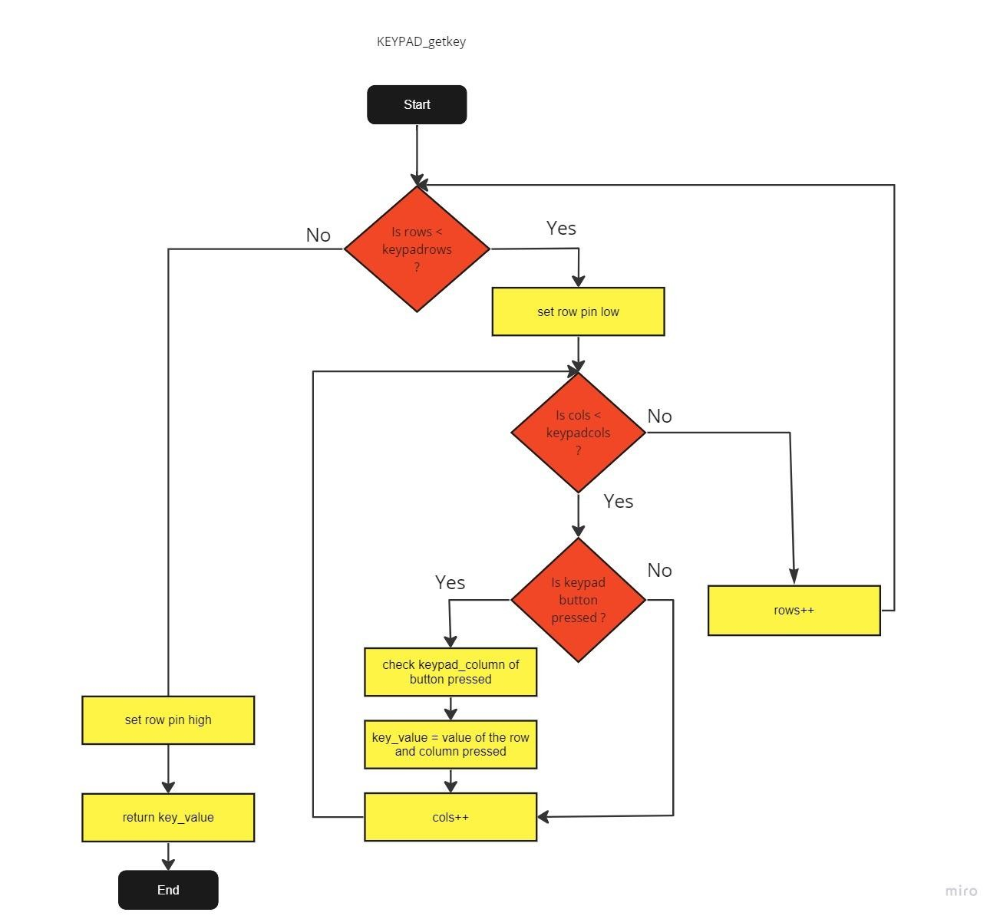 KEYPAD_getkey
Start
Is rows <
keypadrows
?
No
Yes
set row pin low
Is cols <
keypadcols
?
No
Yes
Is keypad
button
pressed ?
Yes
No
rows++
check keypad_column of
button pressed
key_value = value of the row
and column pressed
cols++
set row pin high
return key_value
End
miro